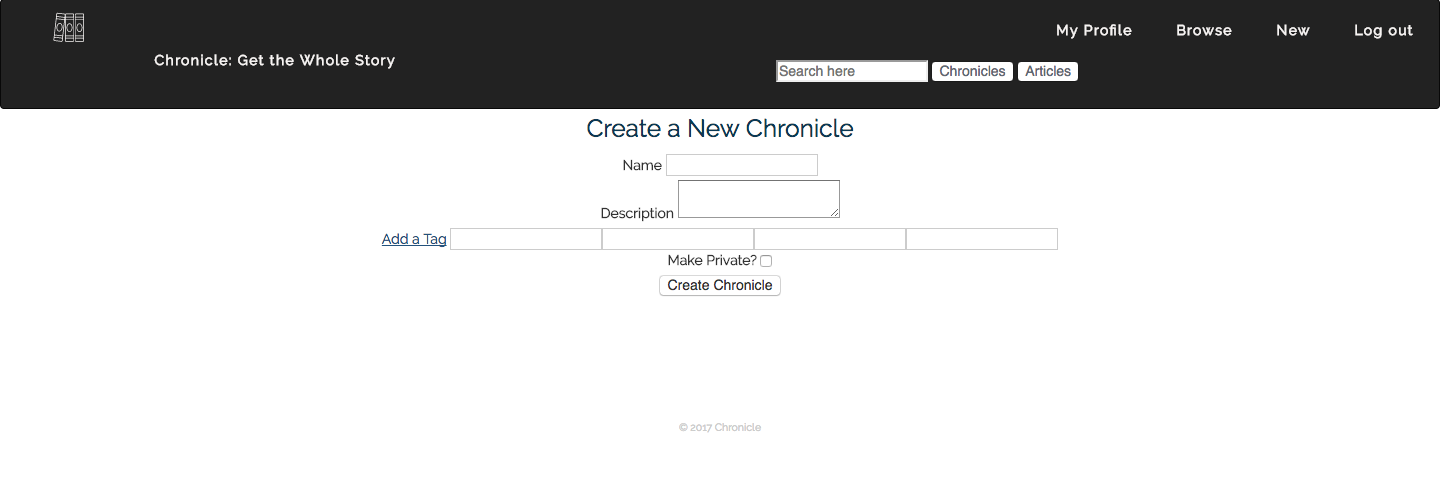 My Profile Browse New Log out
Chronicle: Get the Whole Story
Search here Chronicles Articles
Create a New Chronicle
Name
Description
Add a Tag
Make Private?
Create Chronicle
© 2017 Chronicle